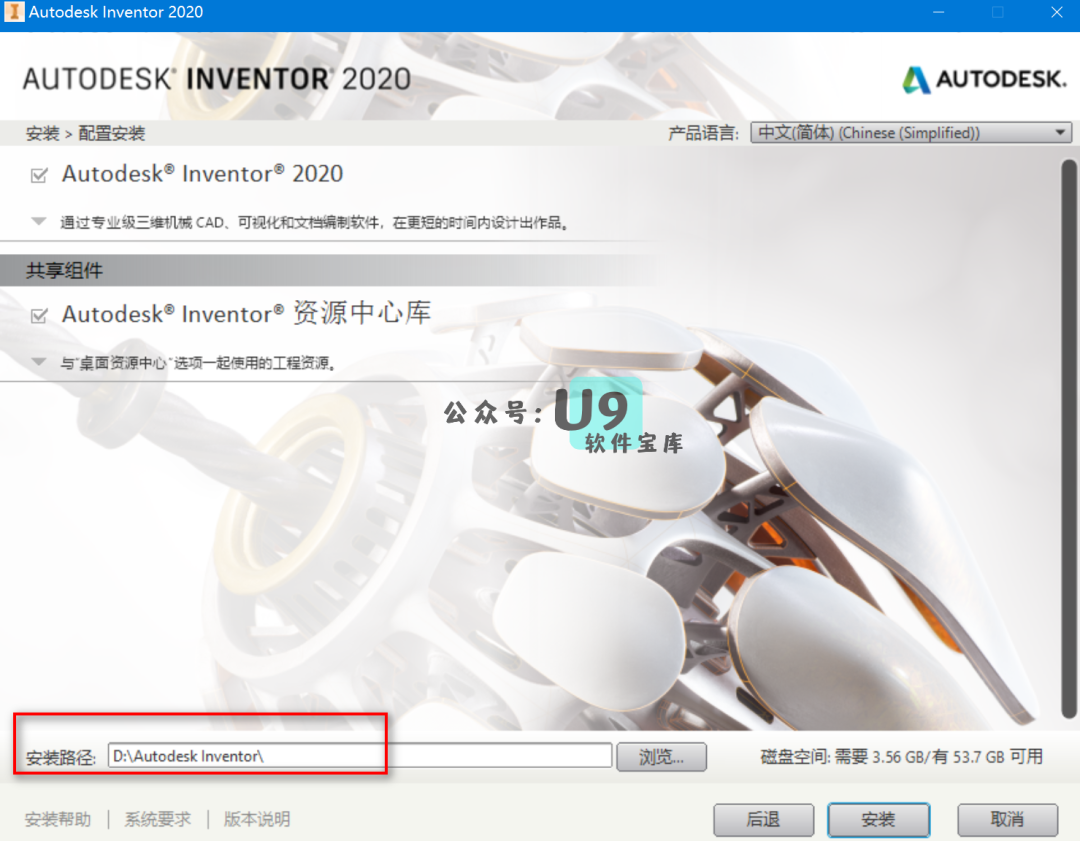 Autodesk Inventor 2020
AUTODESK® INVENTOR® 2020
AUTODESK.
安装 > 配置安装
产品语言: 中文(简体) (Chinese (Simplified))
Autodesk® Inventor® 2020
通过专业级三维机械 CAD、可视化和文档编制软件，在更短的时间内设计出作品。
共享组件
Autodesk® Inventor® 资源中心库
与"桌面资源中心"选项一起使用的工程资源。
公众号: U9
软件宝库
安装路径: D:\Autodesk Inventor\ 浏览... 磁盘空间: 需要 3.56 GB/有 53.7 GB 可用
安装帮助 | 系统要求 | 版本说明 后退 安装 取消